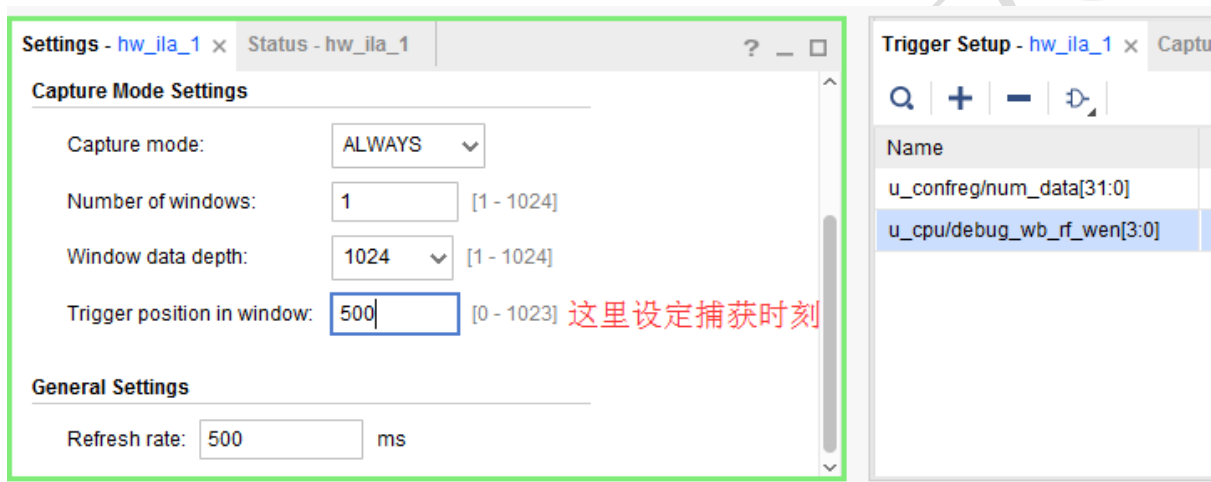 Settings - hw_ila_1 × Status - hw_ila_1 ? _ □
Capture Mode Settings
Capture mode: ALWAYS
Number of windows: 1 [1 - 1024]
Window data depth: 1024 [1 - 1024]
Trigger position in window: 500 [0 - 1023] 这里设定捕获时刻
General Settings
Refresh rate: 500 ms
Trigger Setup - hw_ila_1 × Captu
Name
u_confreg/num_data[31:0]
u_cpu/debug_wb_rf_wen[3:0]